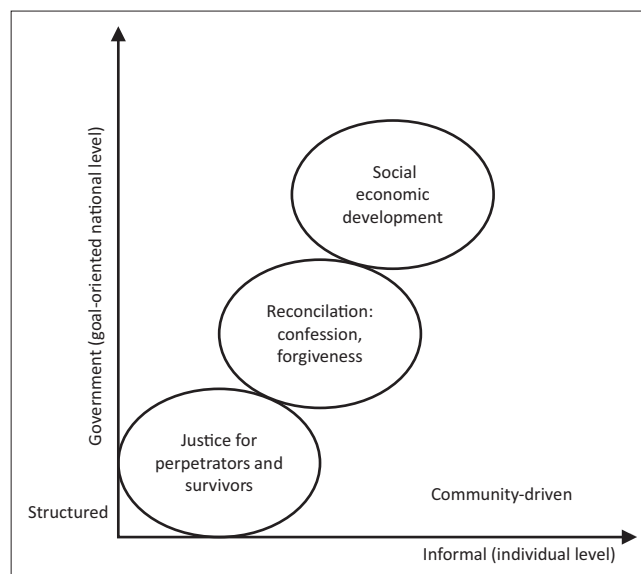 Government (goal-oriented national level)
Social
economic
development
Reconcilation:
confession,
forgiveness
Justice for
perpetrators and
survivors
Structured
Community-driven
Informal (individual level)